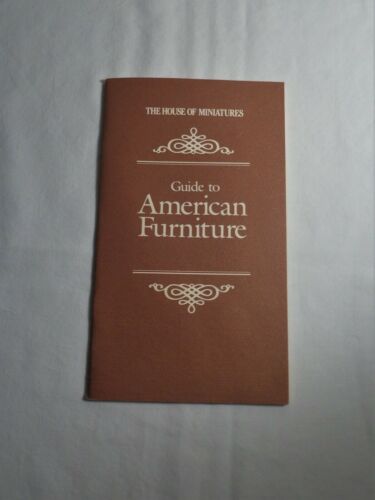 THE HOUSE OF MINIATURES
Guide to
American
Furniture